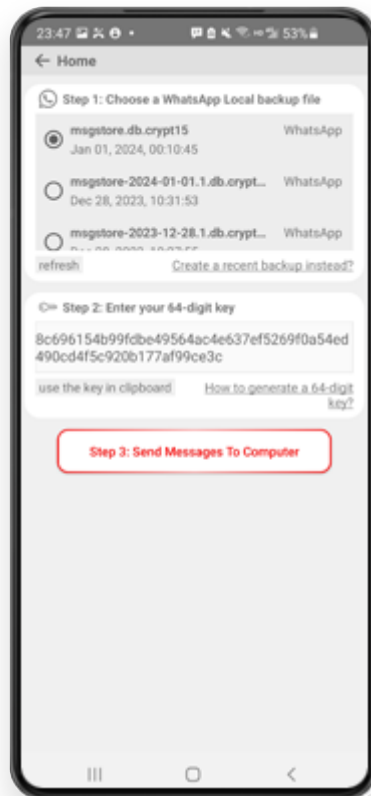 23:47 53%
Home
Step 1: Choose a WhatsApp Local backup file
msgstore.db.crypt15 WhatsApp
Jan 01, 2024, 00:10:45
msgstore-2024-01-01.1.db.crypt... WhatsApp
Dec 28, 2023, 10:31:53
msgstore-2023-12-28.1.db.crypt... WhatsApp
refresh Create a recent backup instead?
Step 2: Enter your 64-digit key
8c696154b99fdbe49564ac4e637ef5269f0a54ed
490cd4f5c920b177af99ce3c
use the key in clipboard How to generate a 64-digit
key?
Step 3: Send Messages To Computer